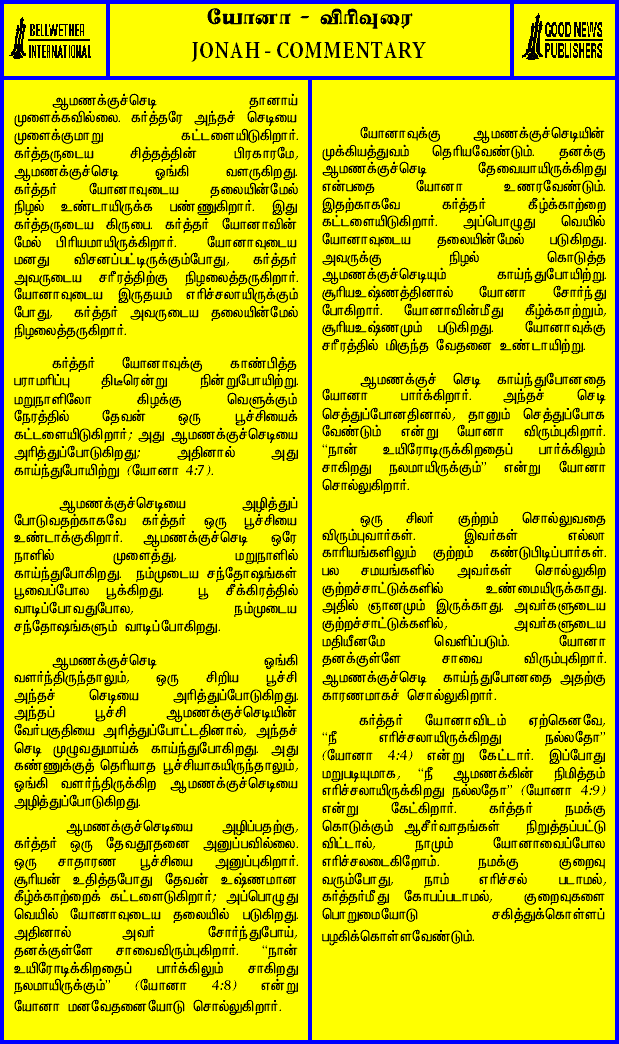 யோனா - விரிவுரை
BELLWETHER
INTERNATIONAL
JONAH - COMMENTARY
GOOD NEWS
PUBLISHERS
ஆமணக்குச்செடி தானாய்
முளைக்கவில்லை. கர்த்தரே அந்தச் செடியை
முளைக்குமாறு கட்டளையிடுகிறார்.
கர்த்தருடைய சித்தத்தின் பிரகாரமே,
ஆமணக்குச்செடி ஓங்கி வளருகிறது.
கர்த்தர் யோனாவுடைய தலையின்மேல்
நிழல் உண்டாயிருக்க பண்ணுகிறார். இது
கர்த்தருடைய கிருபை. கர்த்தர் யோனாவின்
மேல் பிரியமாயிருக்கிறார். யோனாவுடைய
மனது விசனப்பட்டிருக்கும்போது, கர்த்தர்
அவருடைய சரீரத்திற்கு நிழலைத்தருகிறார்.
யோனாவுடைய இருதயம் எரிச்சலாயிருக்கும்
போது, கர்த்தர் அவருடைய தலையின்மேல்
நிழலைத்தருகிறார்.
கர்த்தர் யோனாவுக்கு காண்பித்த
பராமரிப்பு திடீரென்று நின்றுபோயிற்று.
மறுநாளிலோ கிழக்கு வெளுக்கும்
நேரத்தில் தேவன் ஒரு பூச்சியைக்
கட்டளையிடுகிறார்; அது ஆமணக்குச்செடியை
அரித்துப்போடுகிறது; அதினால் அது
காய்ந்துபோயிற்று (யோனா 4:7).
ஆமணக்குச்செடியை அழித்துப்
போடுவதற்காகவே கர்த்தர் ஒரு பூச்சியை
உண்டாக்குகிறார். ஆமணக்குச்செடி ஒரே
நாளில் முளைத்து, மறுநாளில்
காய்ந்துபோகிறது. நம்முடைய சந்தோஷங்கள்
பூவைப்போல பூக்கிறது. பூ சீக்கிரத்தில்
வாடிப்போவதுபோல, நம்முடைய
சந்தோஷங்களும் வாடிப்போகிறது.
ஆமணக்குச்செடி ஓங்கி
வளர்ந்திருந்தாலும், ஒரு சிறிய பூச்சி
அந்தச் செடியை அரித்துப்போடுகிறது.
அந்தப் பூச்சி ஆமணக்குச்செடியின்
வேர்பகுதியை அரித்துப்போட்டதினால், அந்தச்
செடி முழுவதுமாய்க் காய்ந்துபோகிறது. அது
கண்ணுக்குத் தெரியாத பூச்சியாகயிருந்தாலும்,
ஓங்கி வளர்ந்திருக்கிற ஆமணக்குச்செடியை
அழித்துப்போடுகிறது.
ஆமணக்குச்செடியை அழிப்பதற்கு,
கர்த்தர் ஒரு தேவதூதனை அனுப்பவில்லை.
ஒரு சாதாரண பூச்சியை அனுப்புகிறார்.
சூரியன் உதித்தபோது தேவன் உஷ்ணமான
கீழ்க்காற்றைக் கட்டளைடுகிறார்; அப்பொழுது
வெயில் யோனாவுடைய தலையில் படுகிறது.
அதினால் அவர் சோர்ந்துபோய்,
தனக்குள்ளே சாவைவிரும்புகிறார். “நான்
உயிரோடிக்கிறதைப் பார்க்கிலும் சாகிறது
நலமாயிருக்கும்” (யோனா 4:8) என்று
யோனா மனவேதனையோடு சொல்லுகிறார்.
யோனாவுக்கு ஆமணக்குச்செடியின்
முக்கியத்துவம் தெரியவேண்டும். தனக்கு
ஆமணக்குச்செடி தேவையாயிருக்கிறது
என்பதை யோனா உணரவேண்டும்.
இதற்காகவே கர்த்தர் கீழ்க்காற்றை
கட்டளையிடுகிறார். அப்பொழுது வெயில்
யோனாவுடைய தலையின்மேல் படுகிறது.
அவருக்கு நிழல் கொடுத்த
ஆமணக்குச்செடியும் காய்ந்துபோயிற்று.
சூரியஉஷ்ணத்தினால் யோனா சோர்ந்து
போகிறார். யோனாவின்மீது கீழ்க்காற்றும்,
சூரியஉஷ்ணமும் படுகிறது. யோனாவுக்கு
சரீரத்தில் மிகுந்த வேதனை உண்டாயிற்று.
ஆமணக்குச் செடி காய்ந்துபோனதை
யோனா பார்க்கிறார். அந்தச் செடி
செத்துப்போனதினால், தானும் செத்துப்போக
வேண்டும் என்று யோனா விரும்புகிறார்.
“நான் உயிரோடிருக்கிறதைப் பார்க்கிலும்
சாகிறது நலமாயிருக்கும்” என்று யோனா
சொல்லுகிறார்.
ஒரு சிலர் குற்றம் சொல்லுவதை
விரும்புவார்கள். இவர்கள் எல்லா
காரியங்களிலும் குற்றம் கண்டுபிடிப்பார்கள்.
பல சமயங்களில் அவர்கள் சொல்லுகிற
குற்றச்சாட்டுக்களில் உண்மையிருக்காது.
அதில் ஞானமும் இருக்காது. அவர்களுடைய
குற்றச்சாட்டுக்களில், அவர்களுடைய
மதியீனமே வெளிப்படும். யோனா
தனக்குள்ளே சாவை விரும்புகிறார்.
ஆமணக்குச்செடி காய்ந்துபோனதை அதற்கு
காரணமாகச் சொல்லுகிறார்.
கர்த்தர் யோனாவிடம் ஏற்கெனவே,
“நீ எரிச்சலாயிருக்கிறது நல்லதோ”
(யோனா 4:4) என்று கேட்டார். இப்போது
மறுபடியுமாக, “நீ ஆமணக்கின் நிமித்தம்
எரிச்சலாயிருக்கிறது நல்லதோ” (யோனா 4:9)
என்று கேட்கிறார். கர்த்தர் நமக்கு
கொடுக்கும் ஆசீர்வாதங்கள் நிறுத்தப்பட்டு
விட்டால், நாமும் யோனாவைப்போல
எரிச்சலடைகிறோம். நமக்கு குறைவு
வரும்போது, நாம் எரிச்சல் படாமல்,
கர்த்தர்மீது கோபப்படாமல், குறைவுகளை
பொறுமையோடு சகித்துக்கொள்ளப்
பழகிக்கொள்ளவேண்டும்.